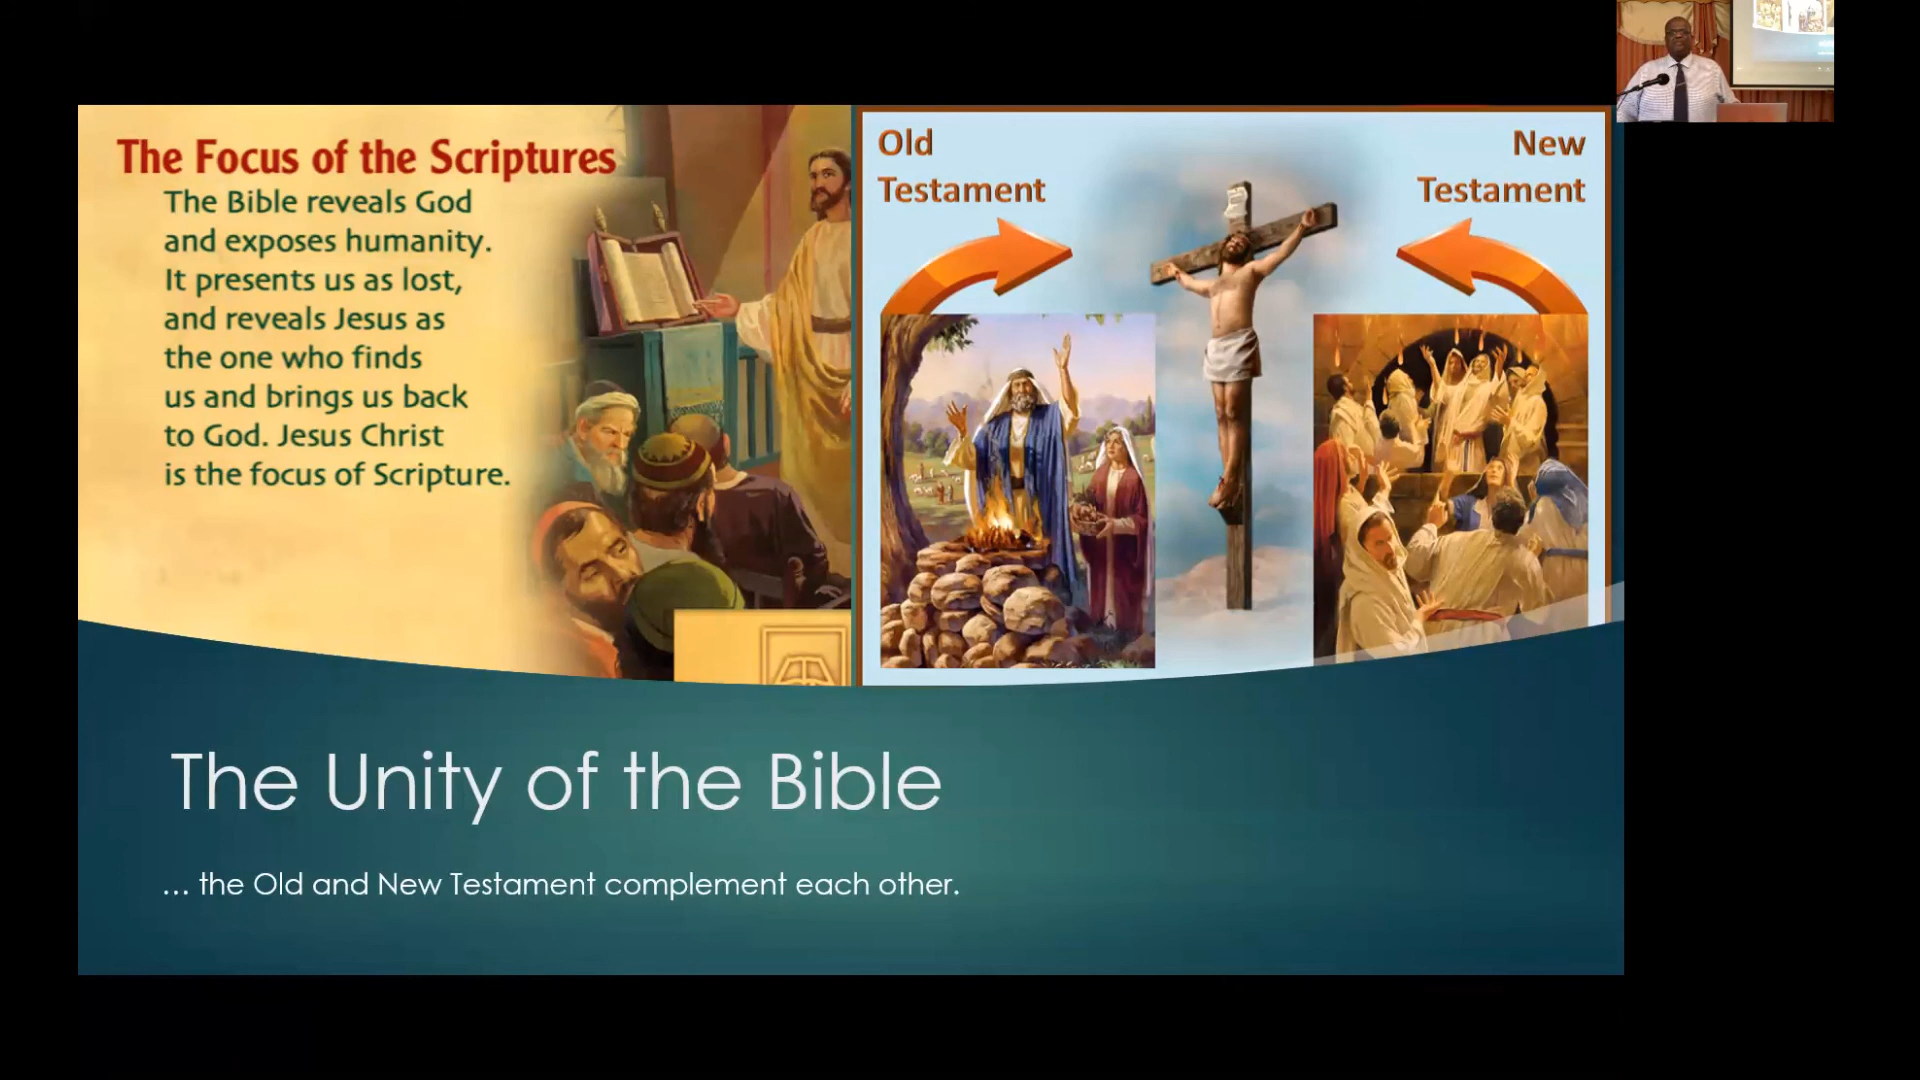 The Focus of the Scriptures
The Bible reveals God
and exposes humanity.
It presents us as lost,
and reveals Jesus as
the one who finds
us and brings us back
to God. Jesus Christ
is the focus of Scripture.
Old
Testament
New
Testament
The Unity of the Bible
... the Old and New Testament complement each other.